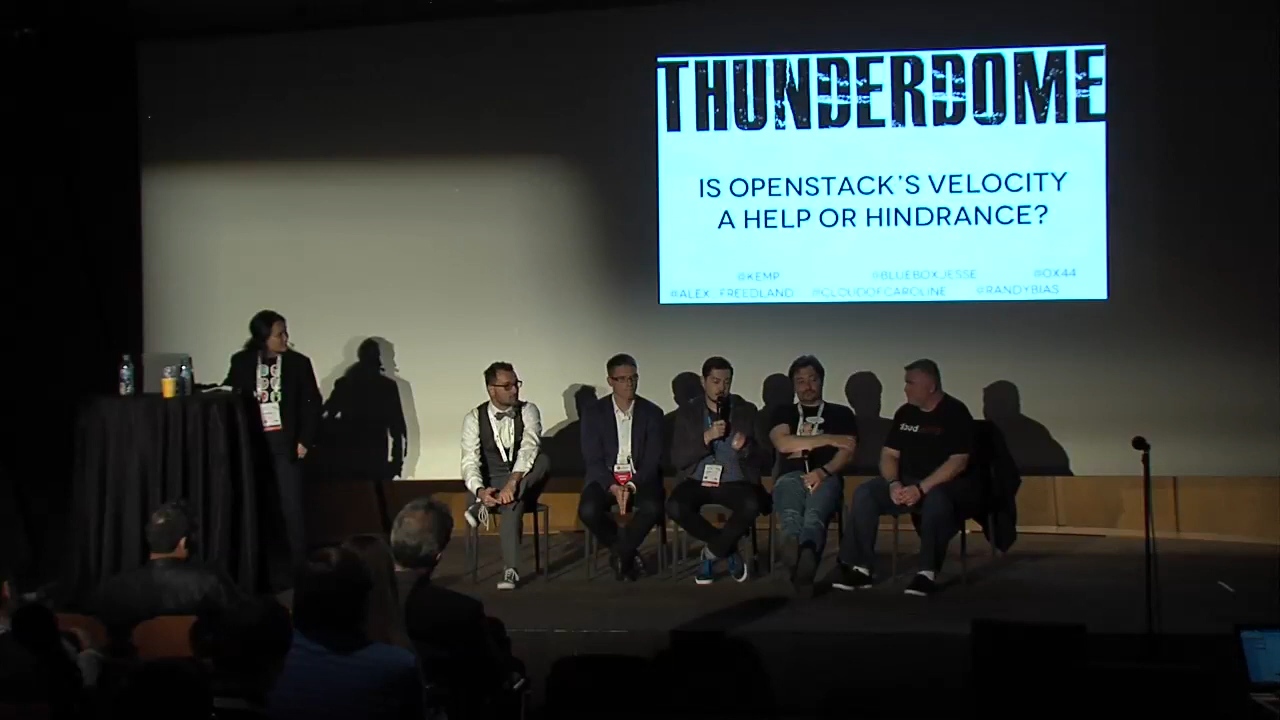 THUNDERDOME
IS OPENSTACK'S VELOCITY
A HELP OR HINDRANCE?
@KEMP @BLUEBOXJESSE @OX44
@ALEX_FREEDLAND @CLOUDOFCAROLINE @RANDYBIAS